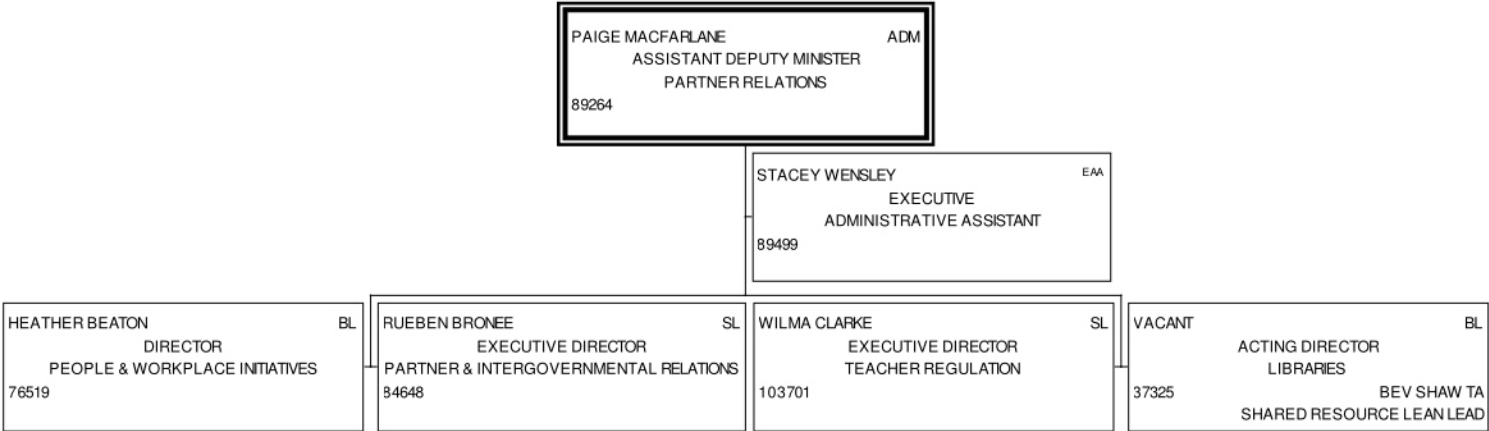 PAIGE MACFARLANE ADM
ASSISTANT DEPUTY MINISTER
PARTNER RELATIONS
89264
STACEY WENSLEY EAA
EXECUTIVE
ADMINISTRATIVE ASSISTANT
89499
HEATHER BEATON BL
DIRECTOR
PEOPLE & WORKPLACE INITIATIVES
76519
RUEBEN BRONEE SL
EXECUTIVE DIRECTOR
PARTNER & INTERGOVERNMENTAL RELATIONS
84648
WILMA CLARKE SL
EXECUTIVE DIRECTOR
TEACHER REGULATION
103701
VACANT BL
ACTING DIRECTOR
LIBRARIES
37325 BEV SHAW TA
SHARED RESOURCE LEAN LEAD